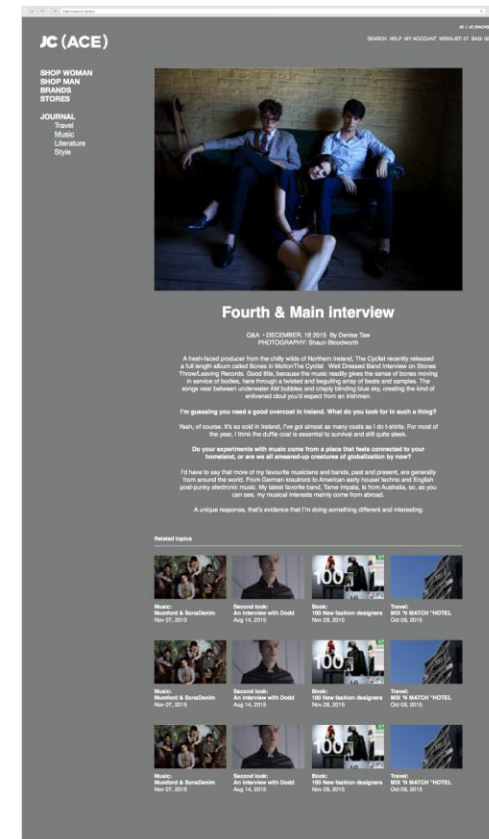 JC (ACE)
SEARCH HELP MY ACCOUNT WISHLIST: 37 BAG:
SHOP WOMAN
SHOP MAN
BRANDS
STORES
JOURNAL
Travel
Music
Literature
Style
Fourth & Main interview
Q&A - DECEMBER, 18 2015 By Denise Taw
PHOTOGRAPHY: Shaun Bloodworth
A fresh-faced producer from the chilly wilds of Northern Ireland, The Cyclist recently released
a full length album called Bones in MotionThe Cyclist Well Dressed Band Interview on Stones
Throw/Leaving Records. Good title, because the music readily gives the sense of bones moving
in service of bodies, here through a twisted and beguiling array of beats and samples. The
songs veer between underwater AM bubbles and crisply blinding blue sky, creating the kind of
enlivened clout you'd expect from an Irishman.
I'm guessing you need a good overcoat in Ireland. What do you look for in such a thing?
Yeah, of course. It's so cold in Ireland, I've got almost as many coats as I do t-shirts. For most of
the year, I think the duffle coat is essential to survival and still quite sleek.
Do your experiments with music come from a place that feels connected to your
homeland, or are we all smeared-up creatures of globalization by now?
I'd have to say that more of my favourite musicians and bands, past and present, are generally
from around the world. From German krautrock to American early house/ techno and English
post-punky electronic music. My latest favorite band, Tame Impala, is from Australia, so, as you
can see, my musical interests mainly come from abroad.
A unique response, that's evidence that I'm doing something different and interesting.
Related topics
100
Music:
Mumford & SonsDenim
Nov 07, 2015
Second look:
An Interview with Dodd
Aug 14, 2015
Book:
100 New fashion designers
Nov 29, 2015
Travel:
MIX 'N MATCH "HOTEL
Oct 09, 2015
100
Music:
Mumford & SonsDenim
Nov 07, 2015
Second look:
An Interview with Dodd
Aug 14, 2015
Book:
100 New fashion designers
Nov 29, 2015
Travel:
MIX 'N MATCH "HOTEL
Oct 09, 2015
100
Music:
Mumford & SonsDenim
Nov 07, 2015
Second look:
An Interview with Dodd
Aug 14, 2015
Book:
100 New fashion designers
Nov 29, 2015
Travel:
MIX 'N MATCH "HOTEL
Oct 09, 2015